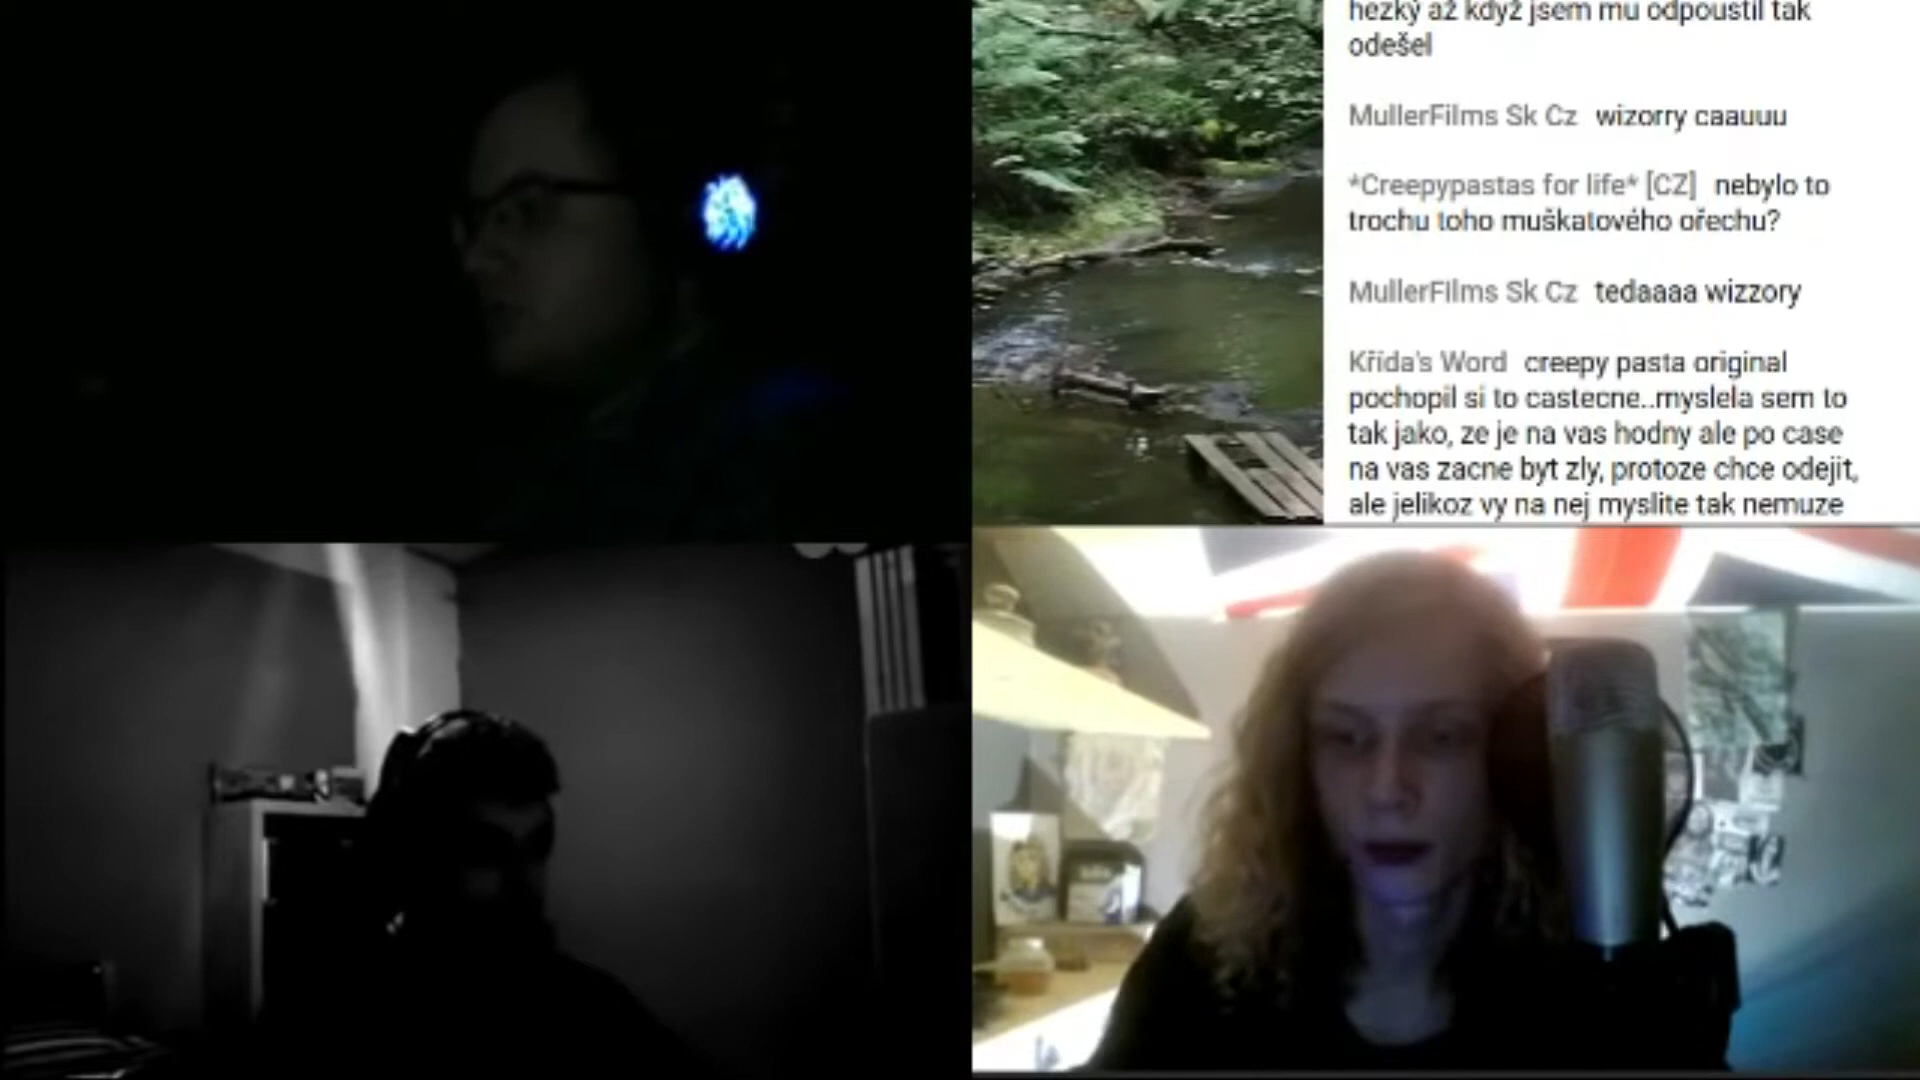 hezký až když jsem mu odpoustil tak
odešel
MullerFilms Sk Cz wizorry caauuu
*Creepypastas for life* [CZ] nebylo to
trochu toho muškatového ořechu?
MullerFilms Sk Cz tedaaaa wizzory
Křída's Word creepy pasta original
pochopil si to castecne..myslela sem to
tak jako, ze je na vas hodny ale po case
na vas zacne byt zly, protoze chce odejit,
ale jelikoz vy na nej myslite tak nemuze